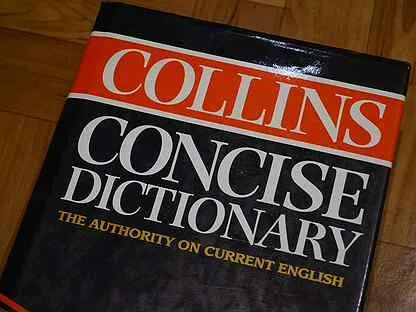 COLLINS
CONCISE
DICTIONARY
THE AUTHORITY ON CURRENT ENGLISH